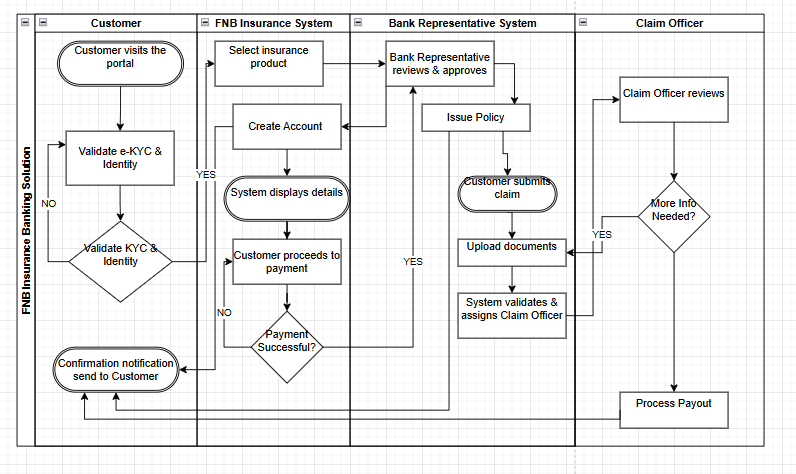 Customer
FNB Insurance System
Bank Representative System
Claim Officer
FNB Insurance Banking Solution
Customer visits the
portal
Validate e-KYC &
Identity
NO
Validate KYC &
Identity
YES
Confirmation notification
send to Customer
Select insurance
product
Create Account
System displays details
Customer proceeds to
payment
NO
Payment
Successful?
YES
Bank Representative
reviews & approves
Issue Policy
Customer submits
claim
Upload documents
System validates &
assigns Claim Officer
YES
Claim Officer reviews
More Info
Needed?
Process Payout